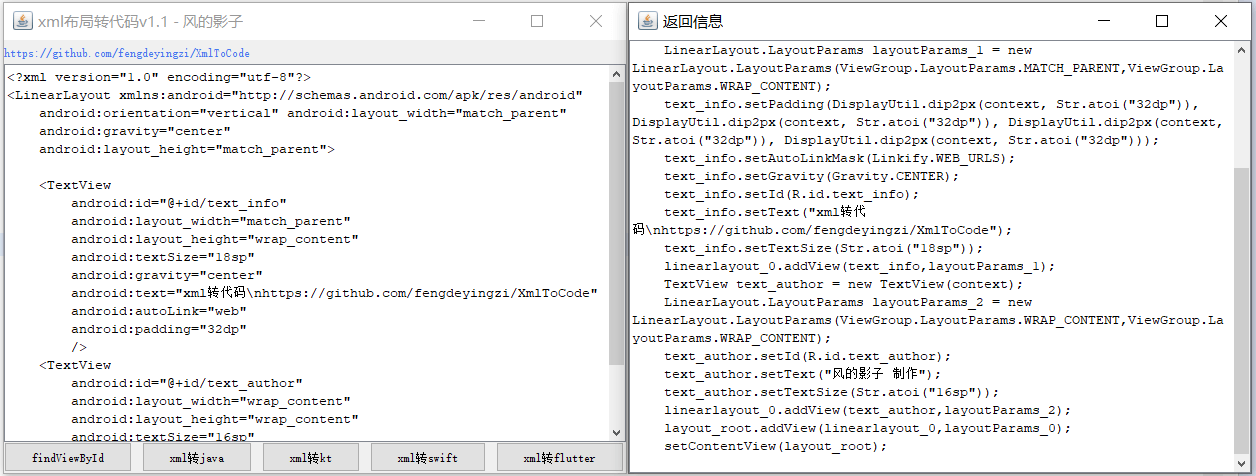 xml布局转代码v1.1 - 风的影子
https://github.com/fengdeyingzi/XmlToCode
<?xml version="1.0" encoding="utf-8"?>
<LinearLayout xmlns:android="http://schemas.android.com/apk/res/android"
android:orientation="vertical" android:layout_width="match_parent"
android:gravity="center"
android:layout_height="match_parent">
<TextView
android:id="@+id/text_info"
android:layout_width="match_parent"
android:layout_height="wrap_content"
android:textSize="18sp"
android:gravity="center"
android:text="xml转代码\nhttps://github.com/fengdeyingzi/XmlToCode"
android:autoLink="web"
android:padding="32dp"
/>
<TextView
android:id="@+id/text_author"
android:layout_width="wrap_content"
android:layout_height="wrap_content"
android:textSize="16sp"
findViewById
xml转java
xml转kt
xml转swift
xml转flutter
返回信息
LinearLayout.LayoutParams layoutParams_1 = new
LinearLayout.LayoutParams(ViewGroup.LayoutParams.MATCH_PARENT,ViewGroup.La
youtParams.WRAP_CONTENT);
text_info.setPadding(DisplayUtil.dip2px(context, Str.atoi("32dp")),
DisplayUtil.dip2px(context, Str.atoi("32dp")), DisplayUtil.dip2px(context,
Str.atoi("32dp")), DisplayUtil.dip2px(context, Str.atoi("32dp")));
text_info.setAutoLinkMask(Linkify.WEB_URLS);
text_info.setGravity(Gravity.CENTER);
text_info.setId(R.id.text_info);
text_info.setText("xml转代
码\nhttps://github.com/fengdeyingzi/XmlToCode");
text_info.setTextSize(Str.atoi("18sp"));
linearlayout_0.addView(text_info,layoutParams_1);
TextView text_author = new TextView(context);
LinearLayout.LayoutParams layoutParams_2 = new
LinearLayout.LayoutParams(ViewGroup.LayoutParams.WRAP_CONTENT,ViewGroup.La
youtParams.WRAP_CONTENT);
text_author.setId(R.id.text_author);
text_author.setText("风的影子 制作");
text_author.setTextSize(Str.atoi("16sp"));
linearlayout_0.addView(text_author,layoutParams_2);
layout_root.addView(linearlayout_0,layoutParams_0);
setContentView(layout_root);